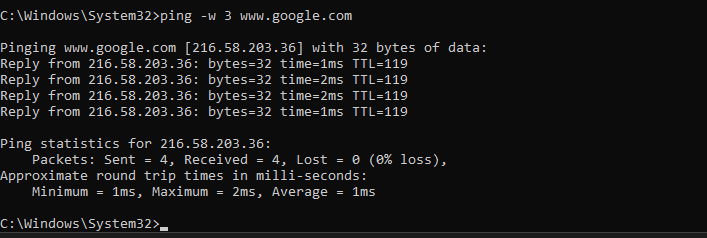 C:\Windows\System32>ping -w 3 www.google.com
Pinging www.google.com [216.58.203.36] with 32 bytes of data:
Reply from 216.58.203.36: bytes=32 time=1ms TTL=119
Reply from 216.58.203.36: bytes=32 time=2ms TTL=119
Reply from 216.58.203.36: bytes=32 time=2ms TTL=119
Reply from 216.58.203.36: bytes=32 time=1ms TTL=119
Ping statistics for 216.58.203.36:
    Packets: Sent = 4, Received = 4, Lost = 0 (0% loss),
Approximate round trip times in milli-seconds:
    Minimum = 1ms, Maximum = 2ms, Average = 1ms
C:\Windows\System32>